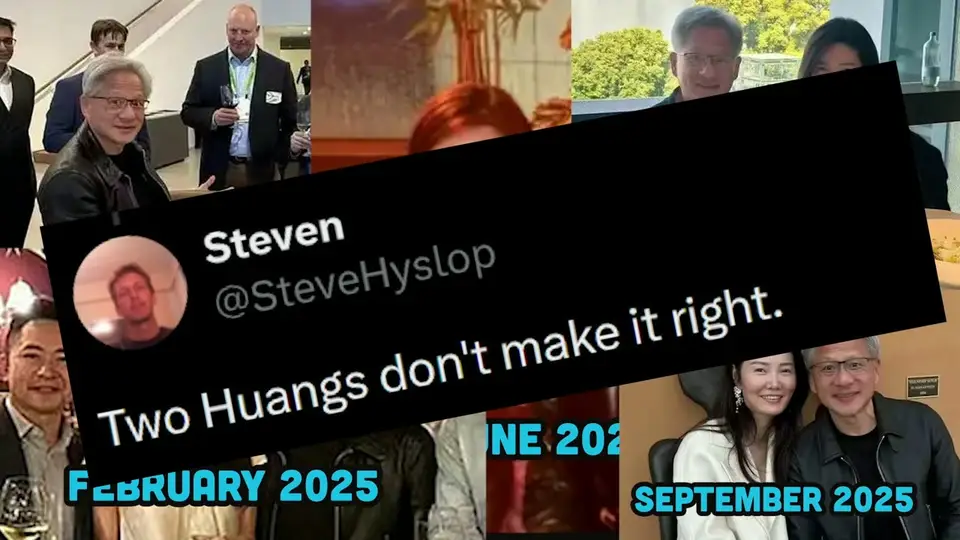 Steven
@SteveHyslop
Two Huangs don't make it right.
FEBRUARY 2025
UNE 202
SEPTEMBER 2025